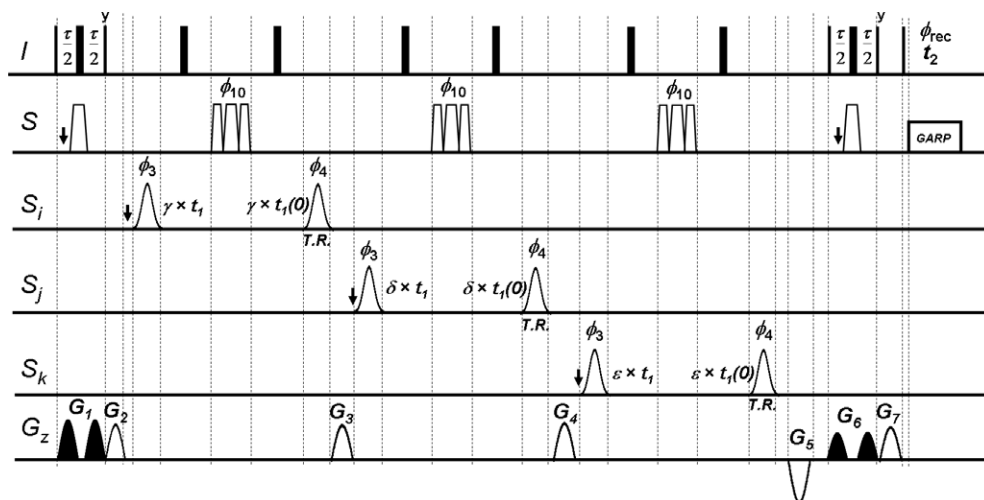 y y
I τ/2 τ/2 τ/2 τ/2 ϕrec
t2
S ϕ10 ϕ10 ϕ10 GARP
Si ϕ3 γ × t1 γ × t1(0) ϕ4
T.R.
Sj ϕ3 δ × t1 δ × t1(0) ϕ4
T.R.
Sk ϕ3 ε × t1 ε × t1(0) ϕ4
T.R.
Gz G1 G2 G3 G4 G5 G6 G7